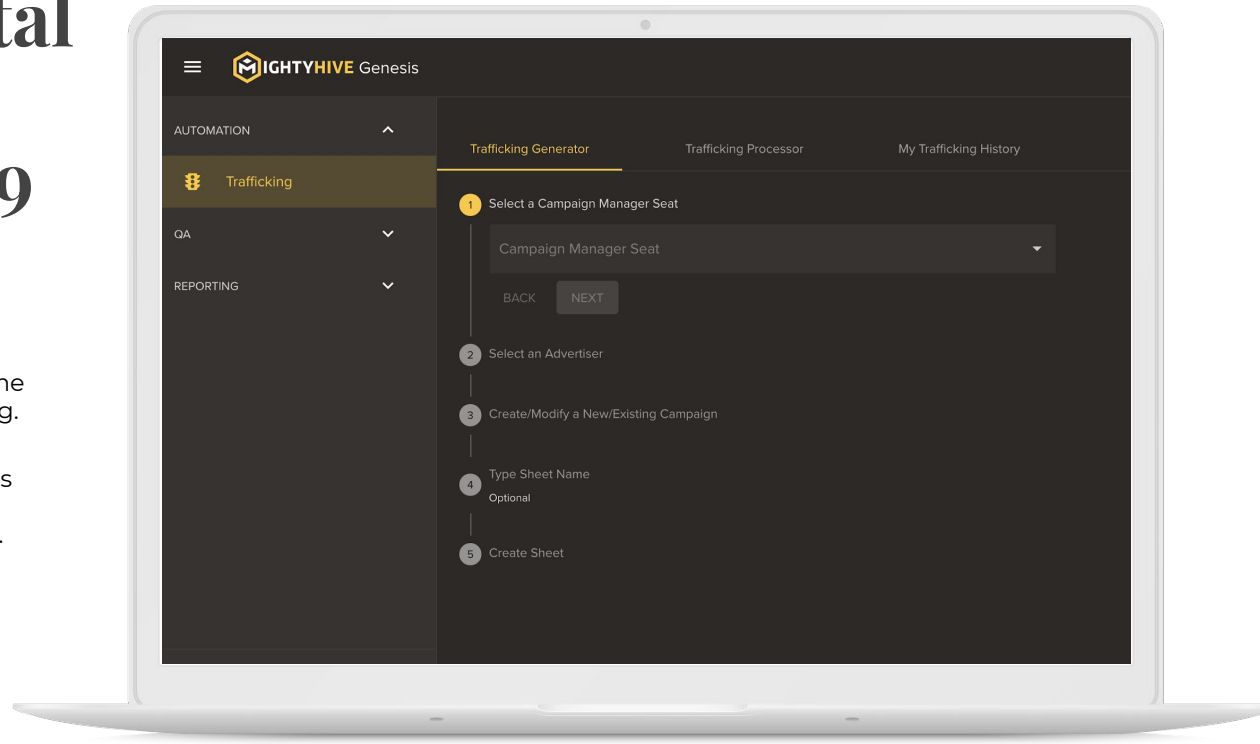 tal
9
ne
g.
s
.
MIGHTYHIVE Genesis
AUTOMATION
Trafficking
QA
REPORTING
Trafficking Generator
Trafficking Processor
My Trafficking History
1 Select a Campaign Manager Seat
Campaign Manager Seat
BACK NEXT
2 Select an Advertiser
3 Create/Modify a New/Existing Campaign
4 Type Sheet Name
Optional
5 Create Sheet